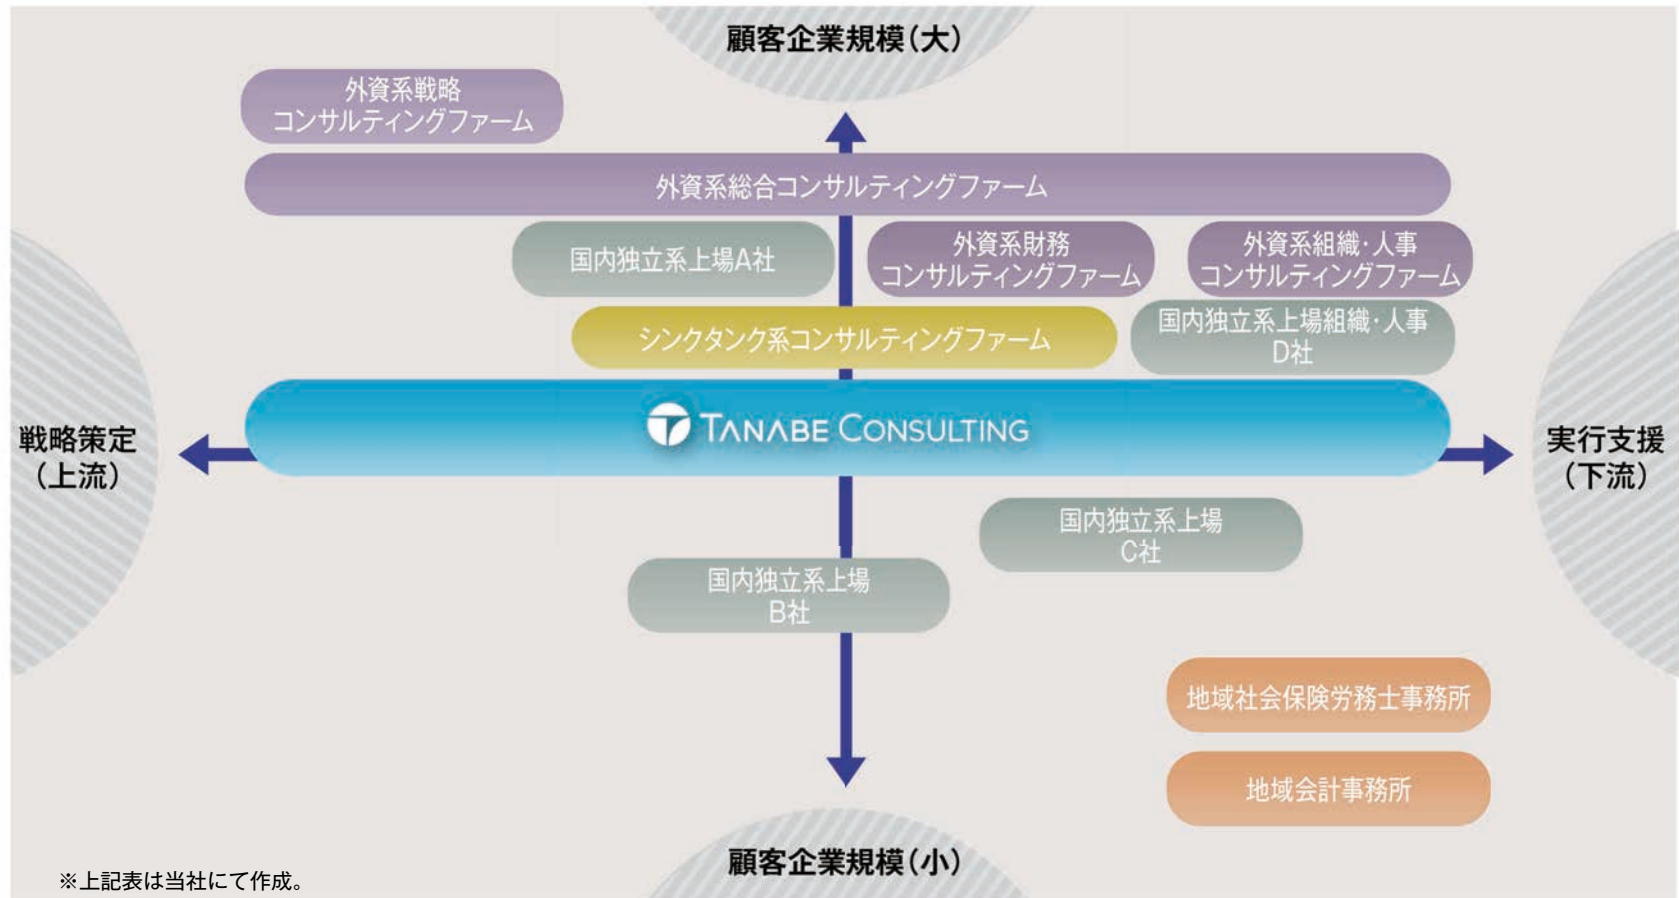 顧客企業規模(大)
外資系戦略
コンサルティングファーム
外資系総合コンサルティングファーム
国内独立系上場A社
外資系財務
コンサルティングファーム
外資系組織・人事
コンサルティングファーム
シンクタンク系コンサルティングファーム
国内独立系上場組織・人事
D社
戦略策定
(上流)
TANABE CONSULTING
実行支援
(下流)
国内独立系上場
C社
国内独立系上場
B社
地域社会保険労務士事務所
地域会計事務所
顧客企業規模(小)
※上記表は当社にて作成。